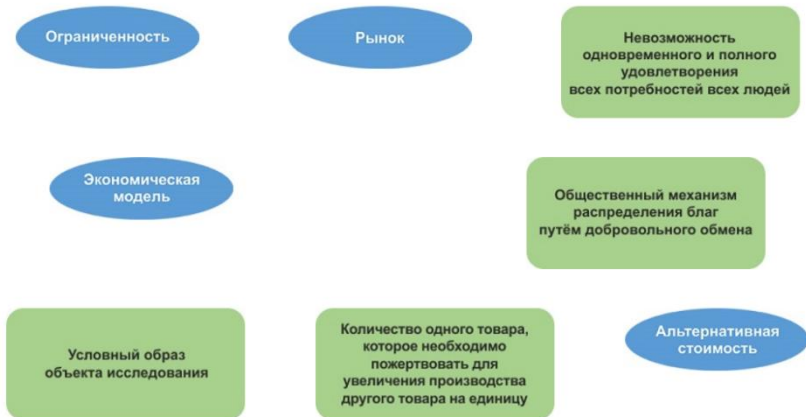 Ограниченность
Рынок
Невозможность
одновременного и полного
удовлетворения
всех потребностей всех людей
Экономическая
модель
Общественный механизм
распределения благ
путём добровольного обмена
Условный образ
объекта исследования
Количество одного товара,
которое необходимо
пожертвовать для
увеличения производства
другого товара на единицу
Альтернативная
стоимость